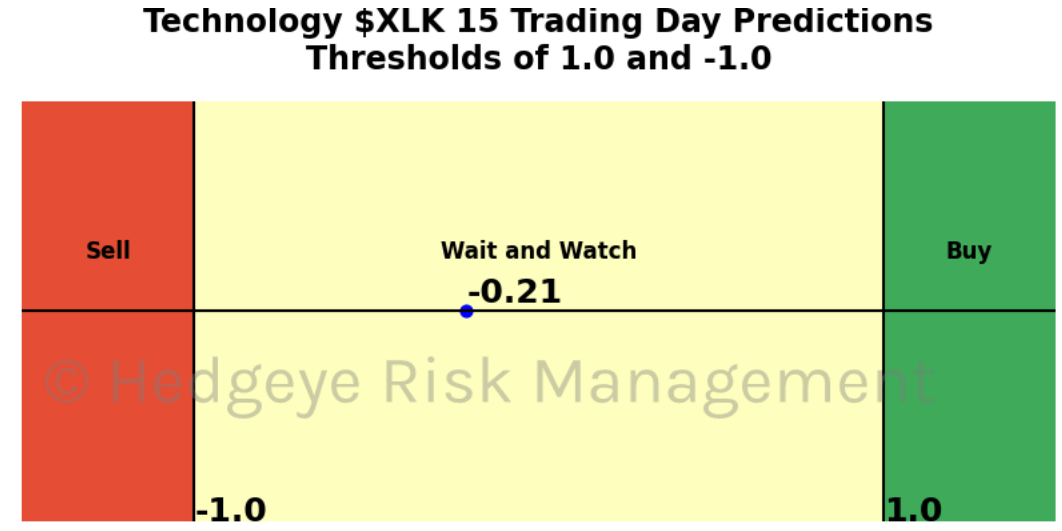 Technology $XLK 15 Trading Day Predictions
Thresholds of 1.0 and -1.0
Sell
Wait and Watch
Buy
-0.21
© Hedgeye Risk Management
-1.0
1.0